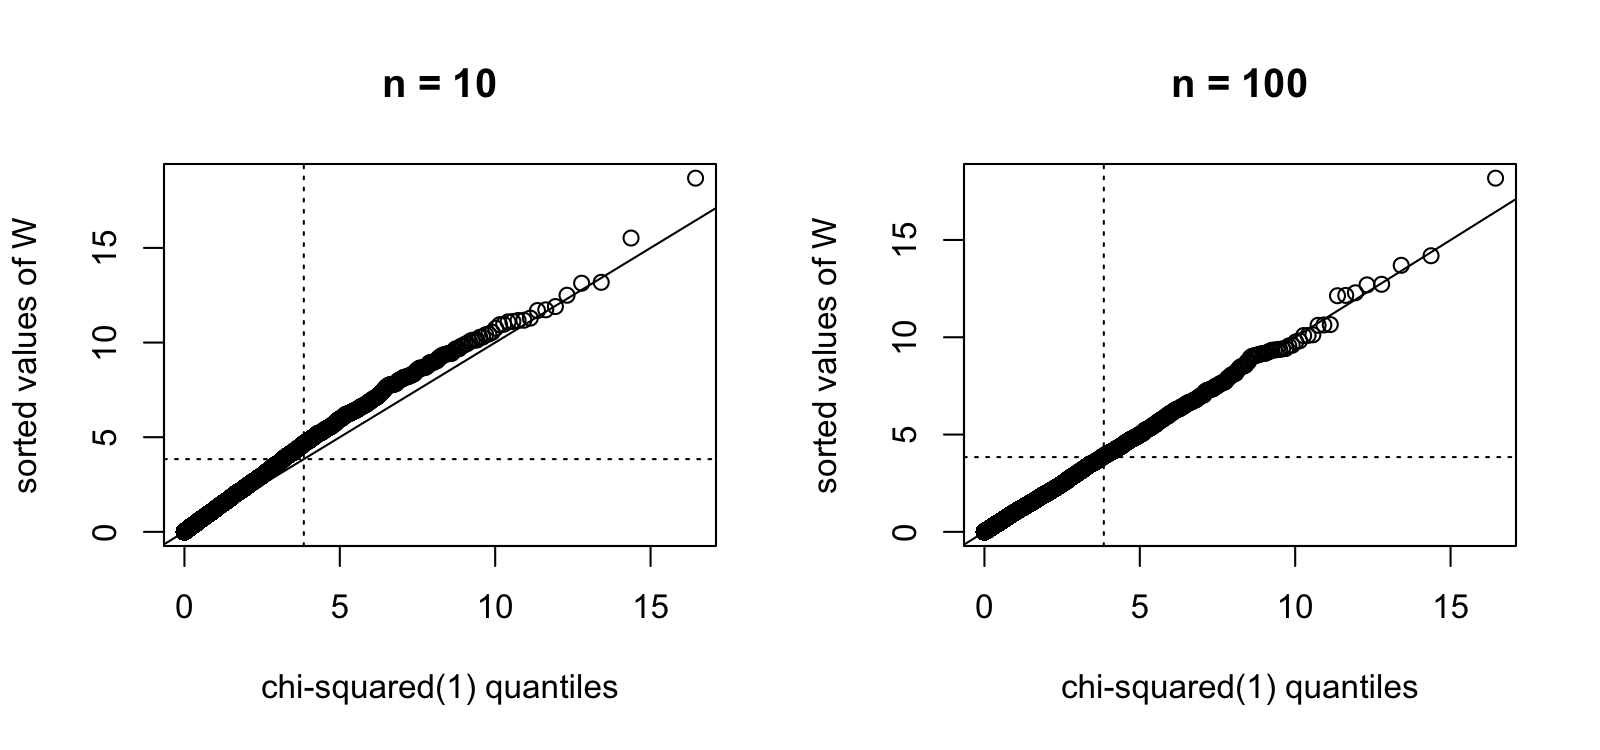 n = 10
sorted values of W
15
10
5
0
0 5 10 15
chi-squared(1) quantiles
n = 100
sorted values of W
15
10
5
0
0 5 10 15
chi-squared(1) quantiles